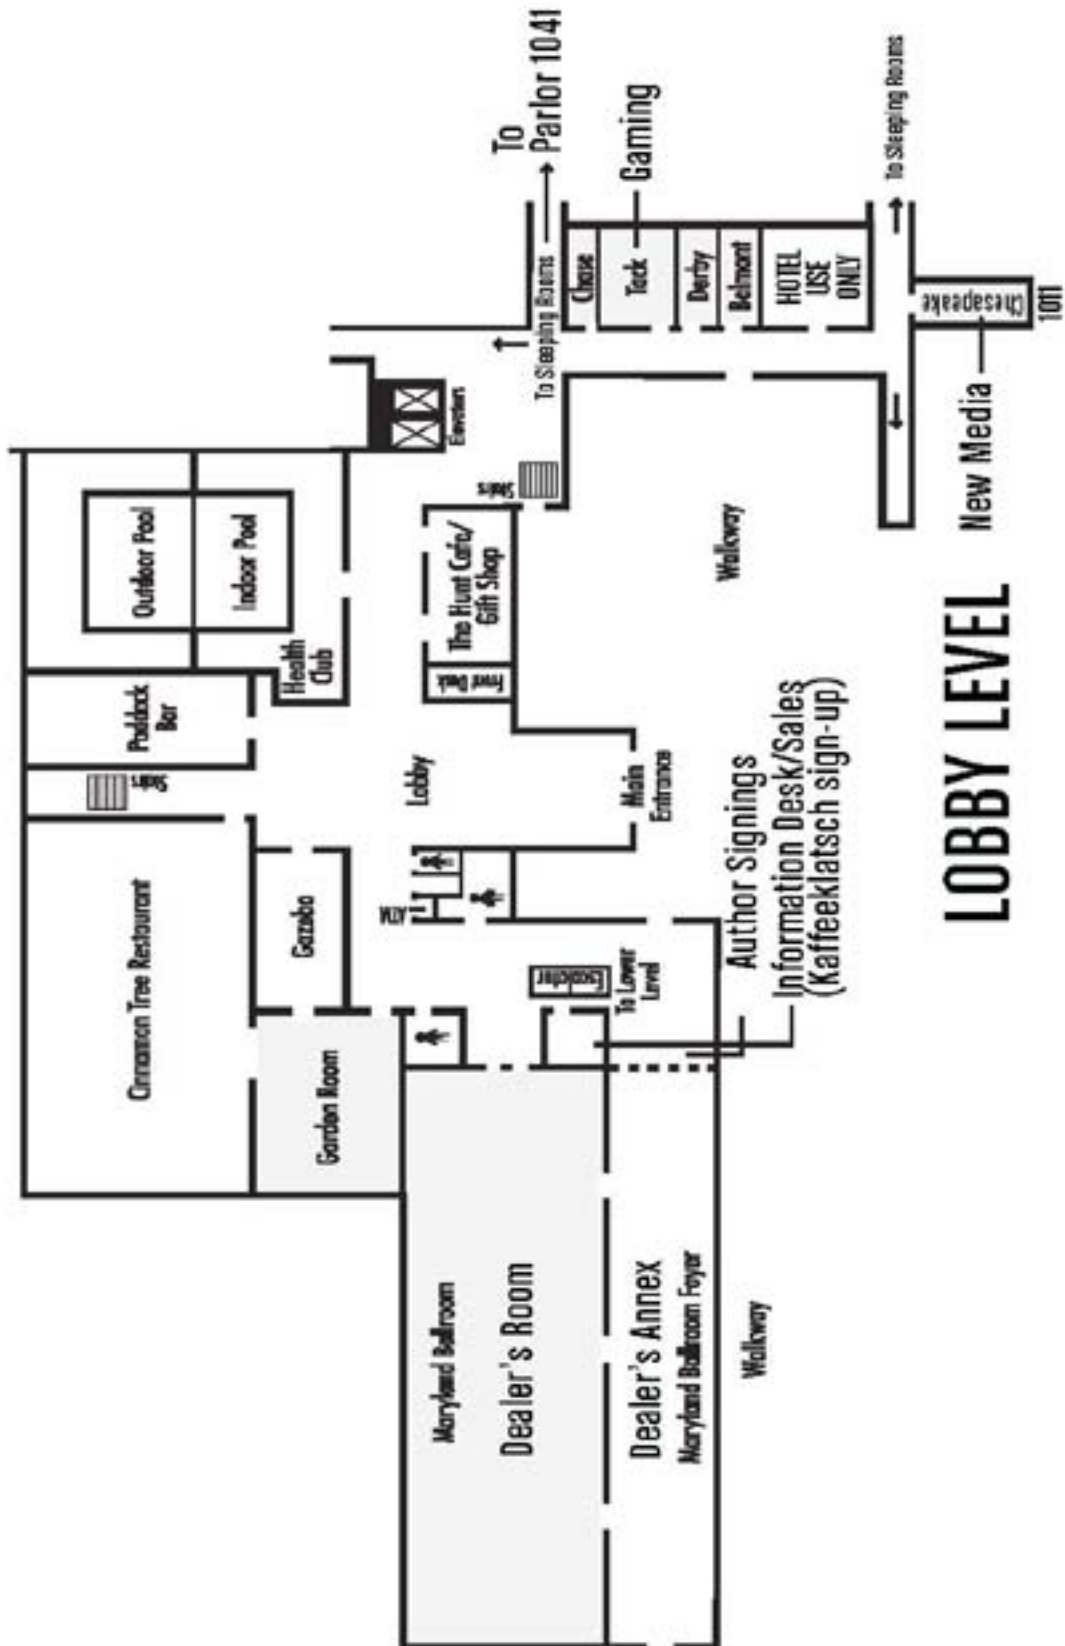 Cinnamon Tree Restaurant
Stairs
Paddock
Bar
Outdoor Pool
Indoor Pool
Health
Club
Gazebo
Garden Room
ATM
Lobby
Front Desk
The Hunt Cafe/
Gift Shop
Elevators
Stairs
To Sleeping Rooms
To
Parlor 1041
Maryland Ballroom
Dealer's Room
Escalator
To Lower
Level
Main
Entrance
Chase
Tack
Gaming
Derby
Belmont
HOTEL
USE
ONLY
Dealer's Annex
Maryland Ballroom Foyer
Walkway
Walkway
Author Signings
Information Desk/Sales
(Kaffeeklatsch sign-up)
To Sleeping Rooms
Chesapeake
1011
New Media
LOBBY LEVEL